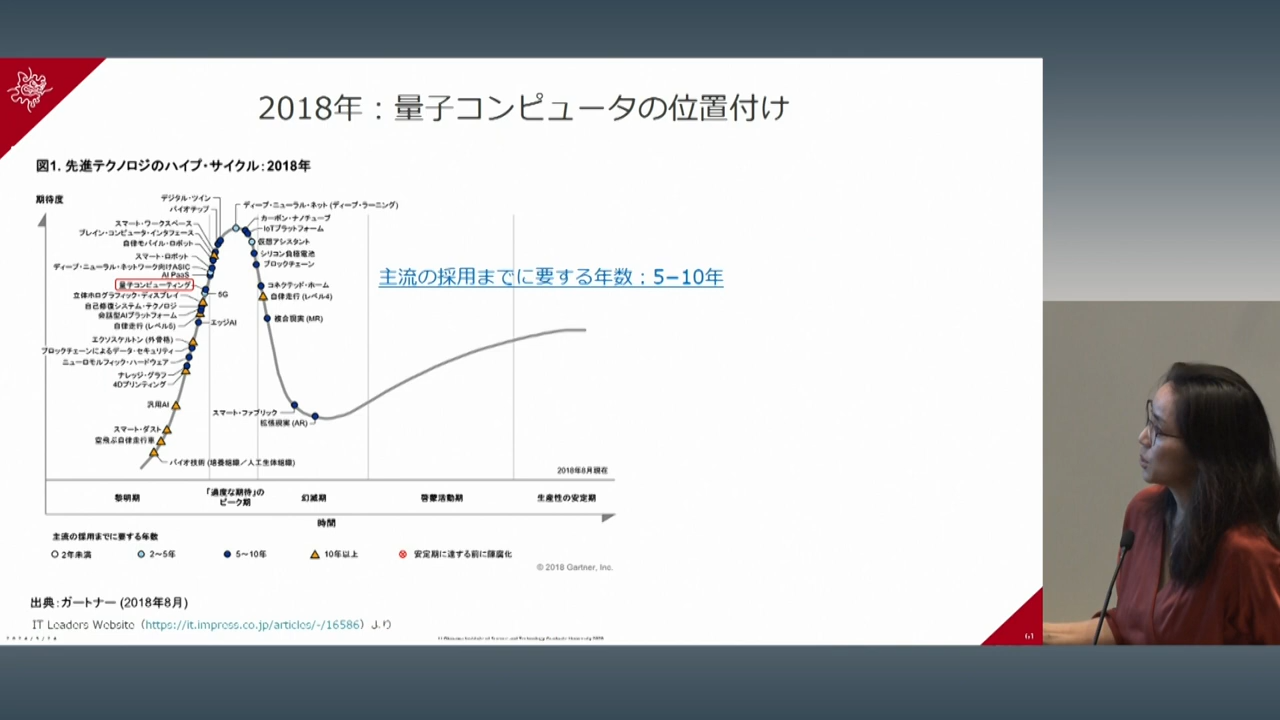 2018年：量子コンピュータの位置付け
図1. 先進テクノロジのハイプ・サイクル：2018年
期待度
デジタル・ツイン
バイオチップ
スマート・ワークスペース
ブレイン・コンピュータ・インタフェース
自律モバイル・ロボット
スマート・ロボット
ディープ・ニューラル・ネットワーク向けASIC
AI PaaS
量子コンピューティング
5G
立体ホログラフィック・ディスプレイ
自己修復システム・テクノロジ
会話型AIプラットフォーム
自律走行 (レベル5)
エッジAI
エクソスケルトン (外骨格)
ブロックチェーンによるデータ・セキュリティ
ニューロモルフィック・ハードウェア
ナレッジ・グラフ
4Dプリンティング
汎用AI
スマート・ダスト
空飛ぶ自律走行車
バイオ技術 (培養組織／人工生体組織)
ディープ・ニューラル・ネット (ディープ・ラーニング)
カーボン・ナノチューブ
IoTプラットフォーム
仮想アシスタント
シリコン負極電池
ブロックチェーン
コネクテッド・ホーム
自律走行 (レベル4)
複合現実 (MR)
スマート・ファブリック
拡張現実 (AR)
主流の採用までに要する年数：5−10年
2018年8月現在
黎明期
「過度な期待」の
ピーク期
幻滅期
啓蒙活動期
生産性の安定期
時間
主流の採用までに要する年数
2年未満
2〜5年
5〜10年
10年以上
安定期に達する前に陳腐化
© 2018 Gartner, Inc.
出典：ガートナー (2018年8月)
IT Leaders Website（https://it.impress.co.jp/articles/-/16586）より
61